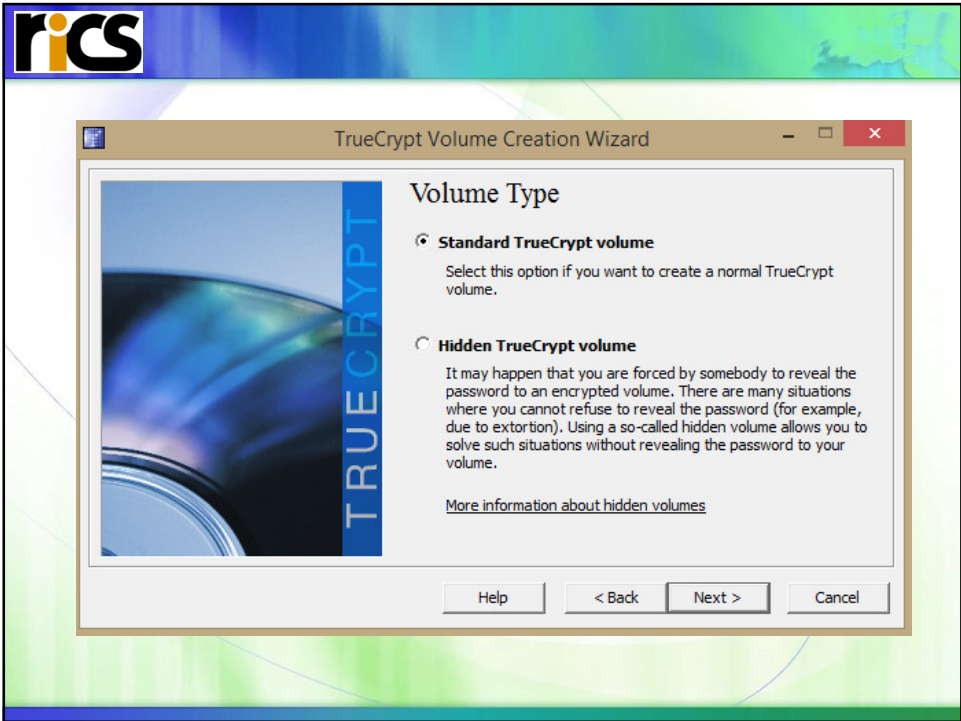 rics
TrueCrypt Volume Creation Wizard
TRUECRYPT
Volume Type
Standard TrueCrypt volume
Select this option if you want to create a normal TrueCrypt
volume.
Hidden TrueCrypt volume
It may happen that you are forced by somebody to reveal the
password to an encrypted volume. There are many situations
where you cannot refuse to reveal the password (for example,
due to extortion). Using a so-called hidden volume allows you to
solve such situations without revealing the password to your
volume.
More information about hidden volumes
Help
< Back
Next >
Cancel